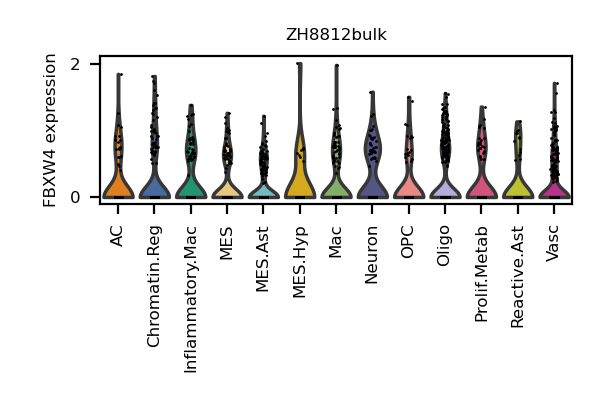 ZH8812bulk
FBXW4 expression
2
0
AC
Chromatin.Reg
Inflammatory.Mac
MES
MES.Ast
MES.Hyp
Mac
Neuron
OPC
Oligo
Prolif.Metab
Reactive.Ast
Vasc